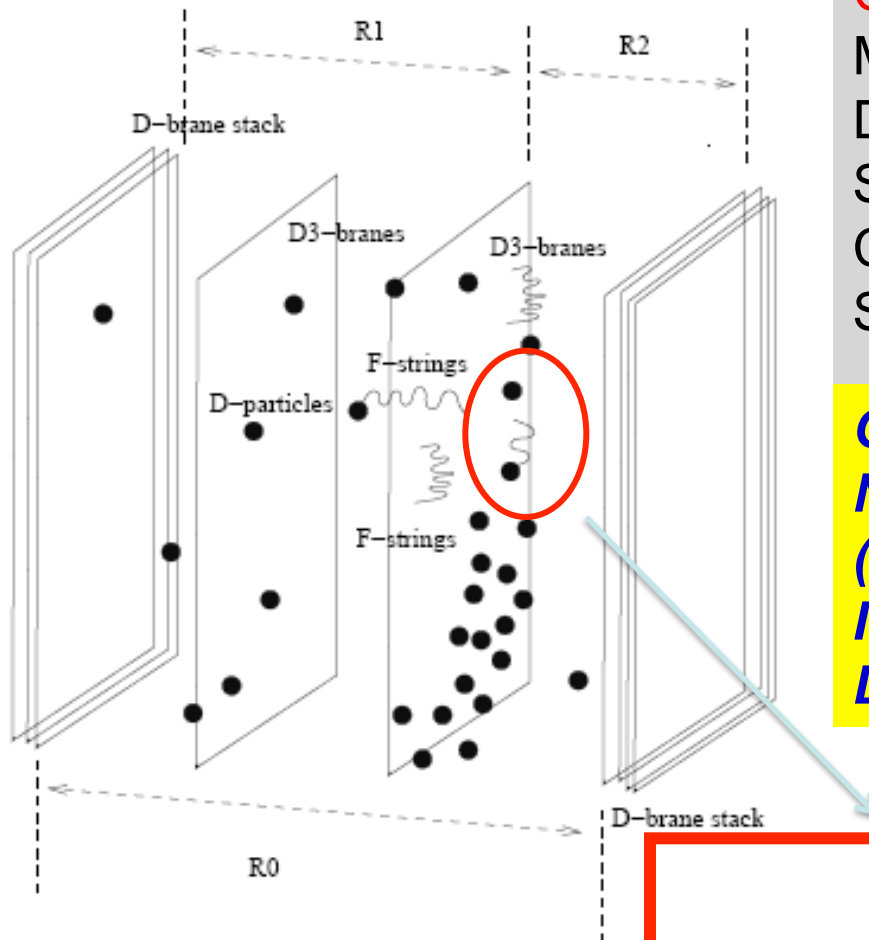 R1
R2
D-brane stack
D3-branes
D3-branes
F-strings
D-particles
F-strings
D-brane stack
R0
M
D
S
S
(